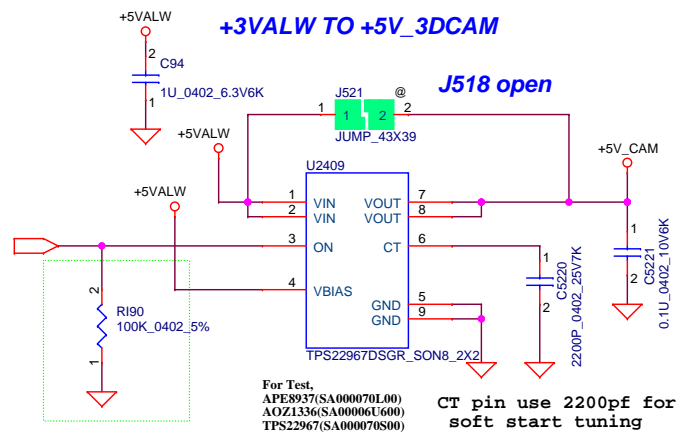 +5VALW
+3VALW TO +5V_3DCAM
2
C94
1U_0402_6.3V6K
1
J518 open
J521
@
1
1
2
2
JUMP_43X39
+5VALW
+5V_CAM
U2409
+5VALW
1
VIN
VOUT
7
2
VIN
VOUT
8
3
ON
CT
6
1
C5221
0.1U_0402_10V6K
2
1
C5220
2200P_0402_25V7K
2
4
VBIAS
GND
5
GND
9
2
RI90
100K_0402_5%
1
TPS22967DSGR_SON8_2X2
For Test,
APE8937(SA000070L00)
AOZ1336(SA00006U600)
TPS22967(SA000070S00)
CT pin use 2200pf for
soft start tuning